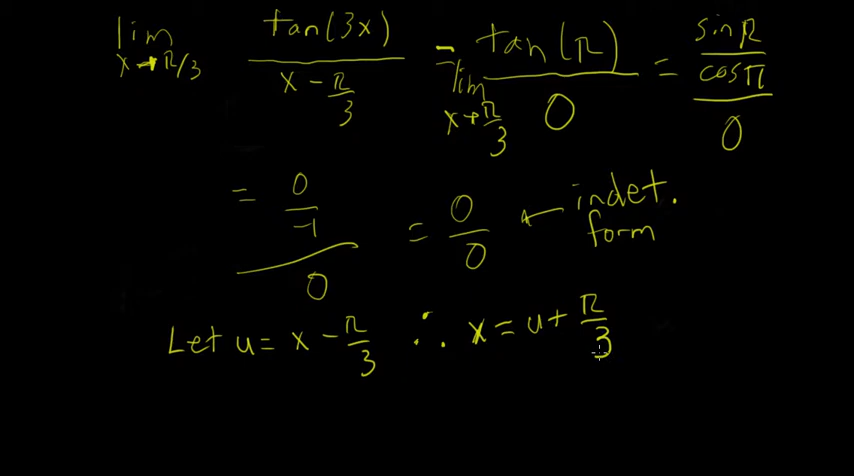 lim x→π/3 tan(3x) / (x - π/3) = lim x→π/3 tan(π) / 0 = (sin π / cos π) / 0
= (0 / -1) / 0 = 0 / 0 ← indet. form
Let u = x - π/3 ∴ x = u + π/3